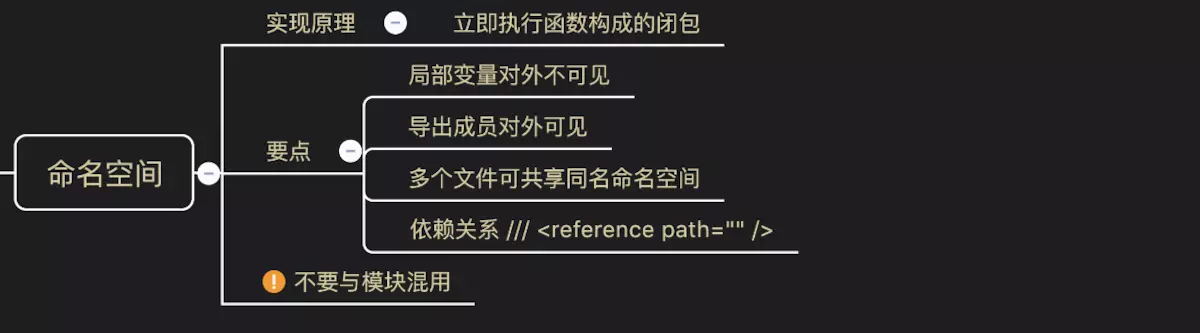 实现原理
立即执行函数构成的闭包
局部变量对外不可见
导出成员对外可见
要点
命名空间
多个文件可共享同名命名空间
依赖关系 /// <reference path="" />
不要与模块混用